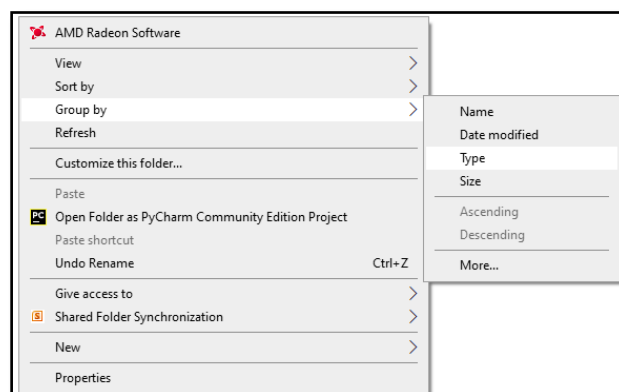 AMD Radeon Software
View
Sort by
Group by
Refresh
Customize this folder...
Paste
PC Open Folder as PyCharm Community Edition Project
Paste shortcut
Undo Rename Ctrl+Z
Give access to
S Shared Folder Synchronization
New
Properties
Name
Date modified
Type
Size
Ascending
Descending
More...